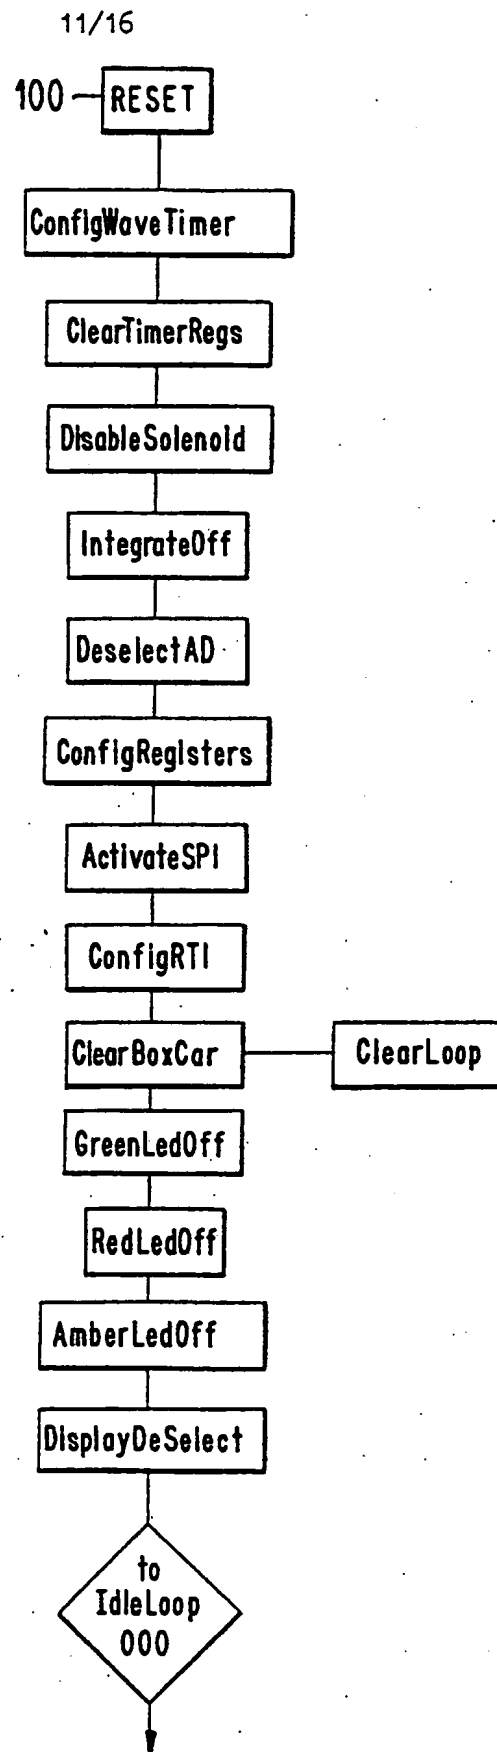 11/16
100 RESET
ConfigWaveTimer
ClearTimerRegs
DisableSolenoid
IntegrateOff
DeselectAD
ConfigRegisters
ActivateSPI
ConfigRTI
ClearBoxCar ClearLoop
GreenLedOff
RedLedOff
AmberLedOff
DisplayDeSelect
to
IdleLoop
000